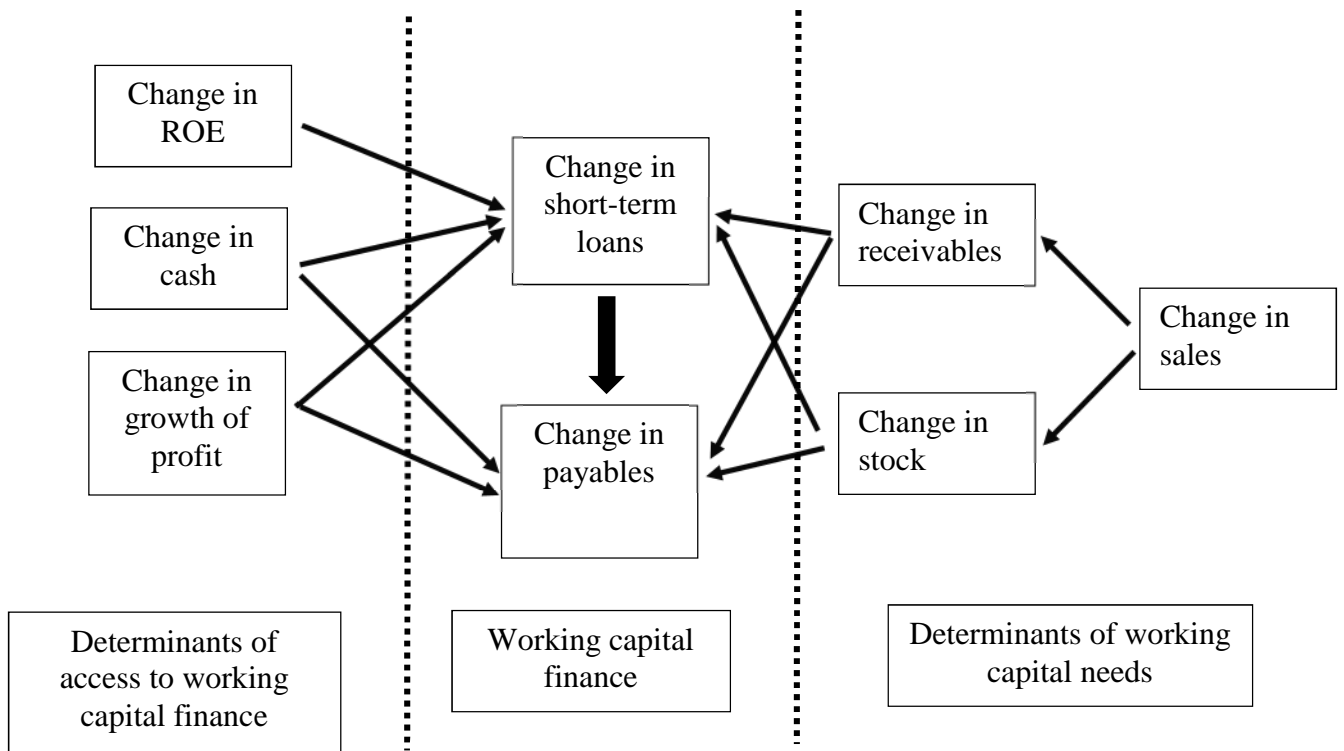 Change in
ROE
Change in
cash
Change in
growth of
profit
Change in
short-term
loans
Change in
payables
Change in
receivables
Change in
stock
Change in
sales
Determinants of
access to working
capital finance
Working capital
finance
Determinants of working
capital needs